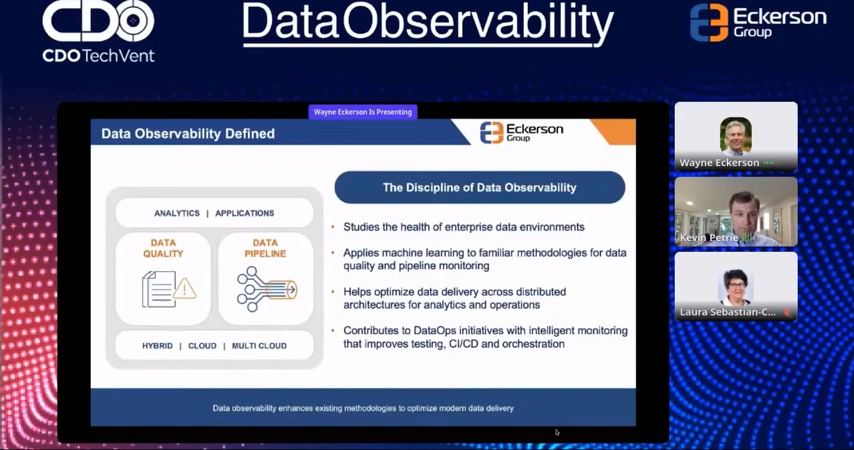 CDO
CDO TechVent
DataObservability
Eckerson
Group
Wayne Eckerson Is Presenting
Data Observability Defined
Eckerson
Group
ANALYTICS | APPLICATIONS
DATA
QUALITY
DATA
PIPELINE
HYBRID | CLOUD | MULTI CLOUD
The Discipline of Data Observability
• Studies the health of enterprise data environments
• Applies machine learning to familiar methodologies for data
quality and pipeline monitoring
• Helps optimize data delivery across distributed
architectures for analytics and operations
• Contributes to DataOps initiatives with intelligent monitoring
that improves testing, CI/CD and orchestration
Data observability enhances existing methodologies to optimize modern data delivery
Wayne Eckerson
Kevin Petrie
Laura Sebastian-C...